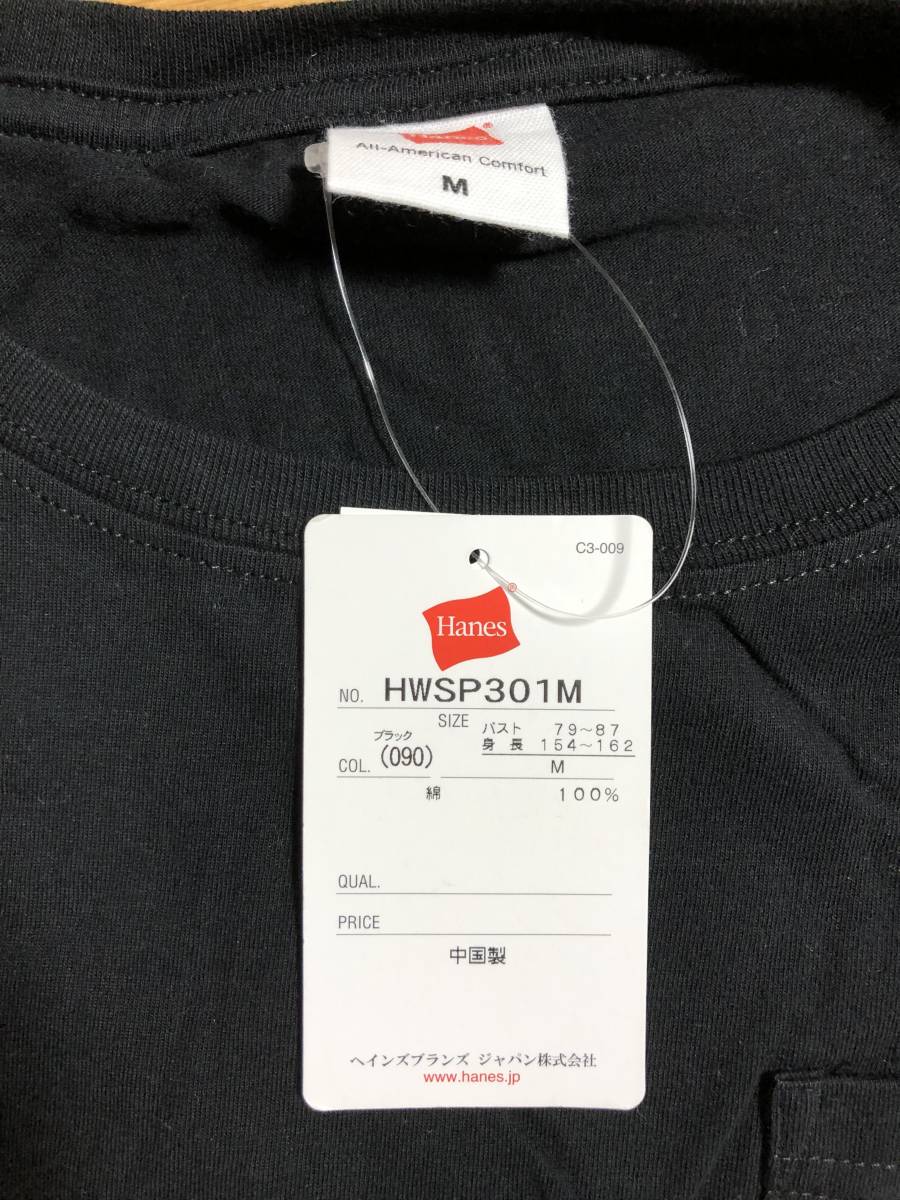 All-American Comfort
M
C3-009
Hanes
NO. HWSP301M
SIZE
バスト 79～87
身長 154～162
ブラック
COL. (090)
M
綿 100%
QUAL.
PRICE
中国製
ヘインズブランズ ジャパン株式会社
www.hanes.jp